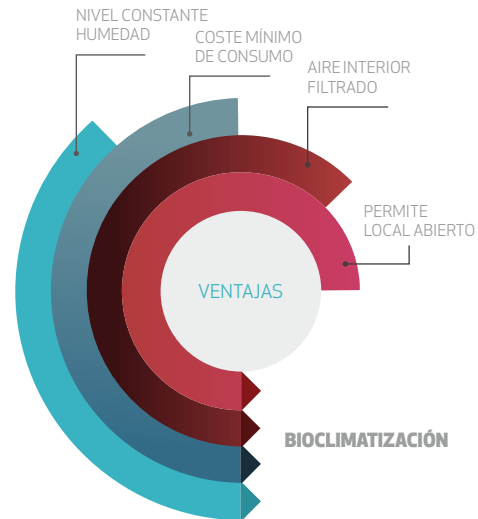 NIVEL CONSTANTE
HUMEDAD
COSTE MÍNIMO
DE CONSUMO
AIRE INTERIOR
FILTRADO
PERMITE
LOCAL ABIERTO
VENTAJAS
BIOCLIMATIZACIÓN